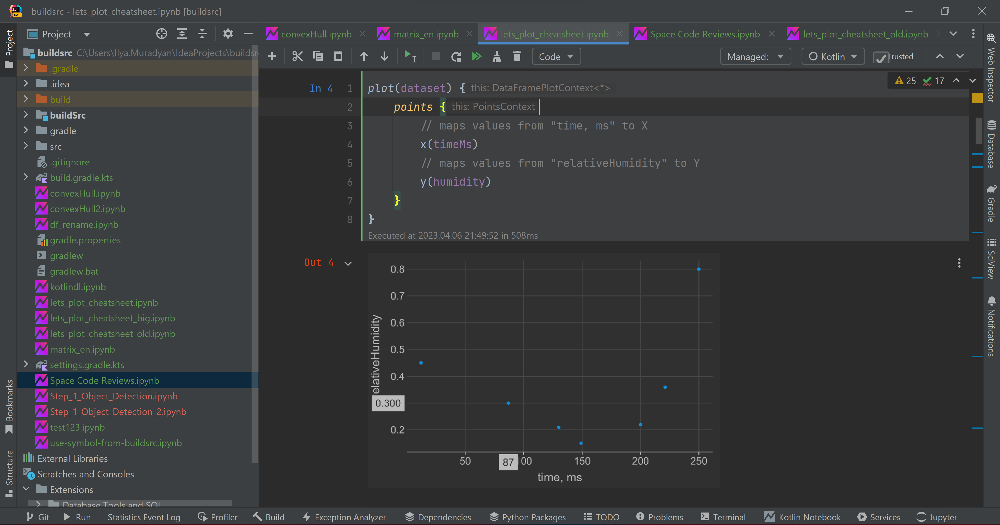 IJ EAP
buildsrc - lets_plot_cheatsheet.ipynb [buildsrc]
Project
Project
buildsrc C:\Users\Ilya.Muradyan\IdeaProjects\buildsr
.gradle
.idea
build
buildSrc
gradle
src
.gitignore
build.gradle.kts
convexHull.ipynb
convexHull2.ipynb
df_rename.ipynb
gradle.properties
gradlew
gradlew.bat
kotlindl.ipynb
lets_plot_cheatsheet.ipynb
lets_plot_cheatsheet_big.ipynb
lets_plot_cheatsheet_old.ipynb
matrix_en.ipynb
settings.gradle.kts
Space Code Reviews.ipynb
Step_1_Object_Detection.ipynb
Step_1_Object_Detection_2.ipynb
test123.ipynb
use-symbol-from-buildsrc.ipynb
External Libraries
Scratches and Consoles
Extensions
Database Tools and SQL
Bookmarks
Structure
convexHull.ipynb
matrix_en.ipynb
lets_plot_cheatsheet.ipynb
Space Code Reviews.ipynb
lets_plot_cheatsheet_old.ipynb
Code
Managed:
Kotlin
Trusted
25 17
In 4
1 plot(dataset) { this: DataFramePlotContext<*>
2 points { this: PointsContext
3 // maps values from "time, ms" to X
4 x(timeMs)
5 // maps values from "relativeHumidity" to Y
6 y(humidity)
7 }
8 }
Executed at 2023.04.06 21:49:52 in 508ms
Out 4
0.8
0.7
0.6
0.5
0.4
0.300
0.2
relativeHumidity
50
87
00
150
200
250
time, ms
Web Inspector
Database
Gradle
SciView
Notifications
Git
Run
Statistics Event Log
Profiler
Build
Exception Analyzer
Dependencies
Python Packages
TODO
Problems
Terminal
Kotlin Notebook
Services
Jupyter